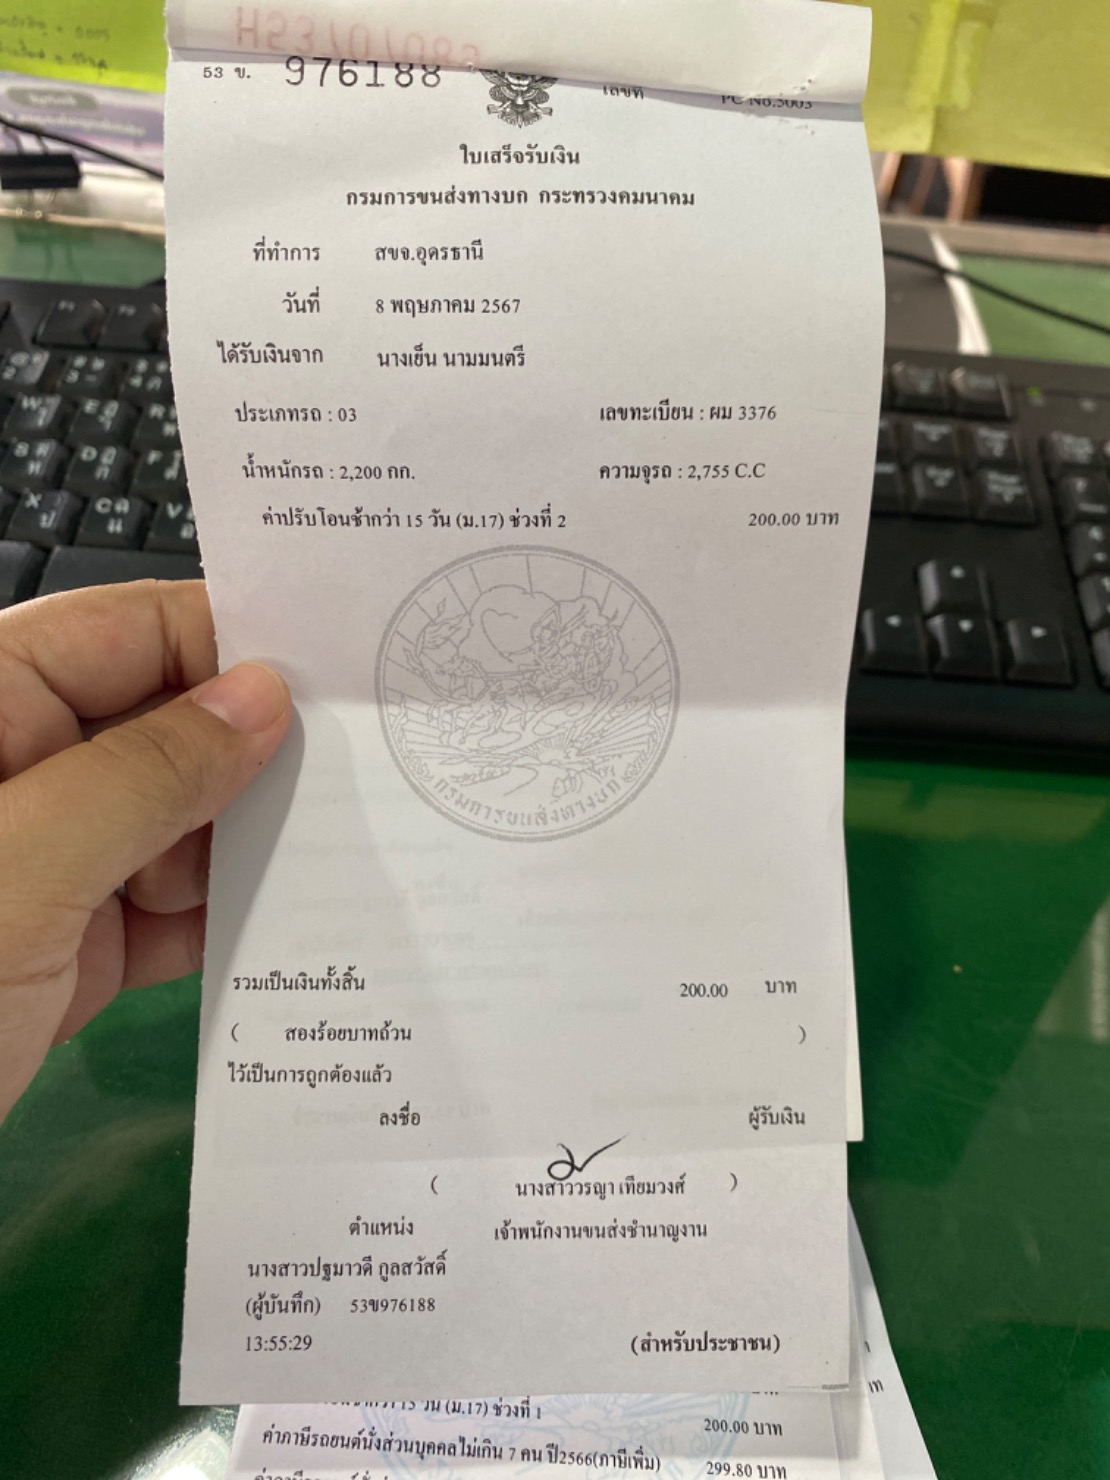 53 ข. 976188 เลขที่ PC No.5003
ใบเสร็จรับเงิน
กรมการขนส่งทางบก กระทรวงคมนาคม
ที่ทำการ สขจ.อุดรธานี
วันที่ 8 พฤษภาคม 2567
ได้รับเงินจาก นางเย็น นามมนตรี
ประเภทรถ : 03 เลขทะเบียน : ผม 3376
น้ำหนักรถ : 2,200 กก. ความจุรถ : 2,755 C.C
ค่าปรับโอนช้ากว่า 15 วัน (ม.17) ช่วงที่ 2 200.00 บาท
กรมการขนส่งทางบก
รวมเป็นเงินทั้งสิ้น 200.00 บาท
( สองร้อยบาทถ้วน )
ไว้เป็นการถูกต้องแล้ว
ลงชื่อ ผู้รับเงิน
( นางสาววรญา เทียมวงศ์ )
ตำแหน่ง เจ้าพนักงานขนส่งชำนาญงาน
นางสาวปฐมาวดี กูลสวัสดิ์
(ผู้บันทึก) 53ข976188
13:55:29 (สำหรับประชาชน)
15 วัน (ม.17) ช่วงที่ 1 200.00 บาท
ค่าภาษีรถยนต์นั่งส่วนบุคคลไม่เกิน 7 คน ปี2566(ภาษีเพิ่ม) 299.80 บาท